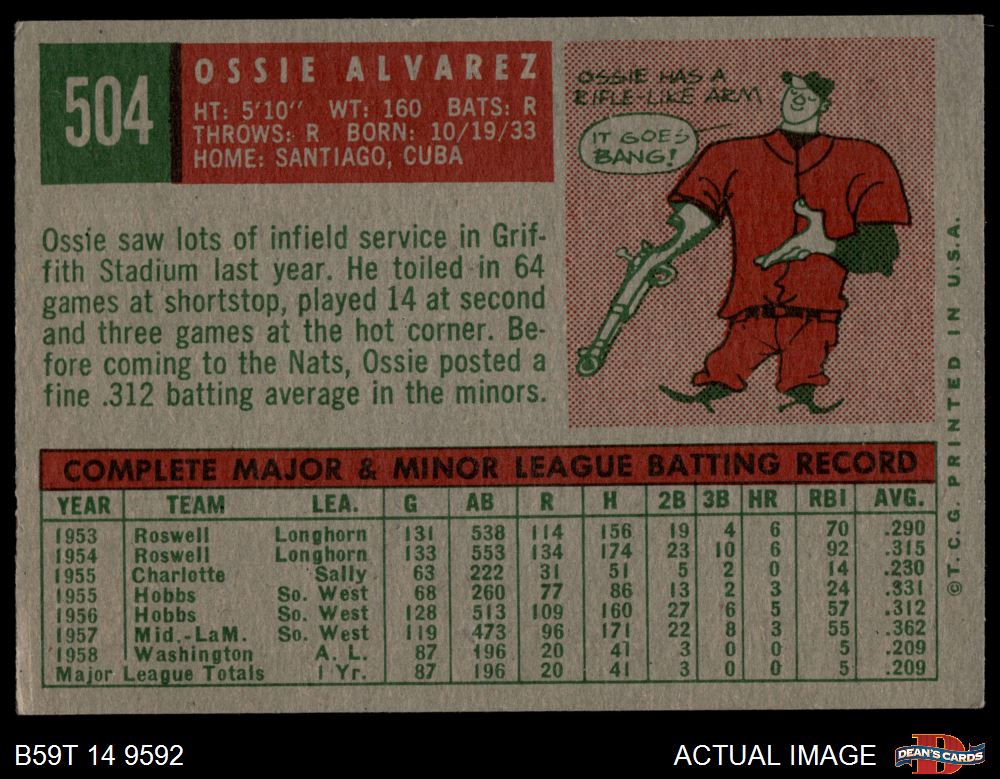 504
OSSIE ALVAREZ
HT: 5'10" WT: 160 BATS: R
THROWS: R BORN: 10/19/33
HOME: SANTIAGO, CUBA
OSSIE HAS A
RIFLE-LIKE ARM
IT GOES
BANG!
Ossie saw lots of infield service in Grif-
fith Stadium last year. He toiled in 64
games at shortstop, played 14 at second
and three games at the hot corner. Be-
fore coming to the Nats, Ossie posted a
fine .312 batting average in the minors.
COMPLETE MAJOR & MINOR LEAGUE BATTING RECORD
YEAR TEAM LEA. G AB R H 2B 3B HR RBI AVG.
1953 Roswell Longhorn 131 538 114 156 19 4 6 70 .290
1954 Roswell Longhorn 133 553 134 174 23 10 6 92 .315
1955 Charlotte Sally 63 222 31 51 5 2 0 14 .230
1955 Hobbs So. West 68 260 77 86 13 2 3 24 .331
1956 Hobbs So. West 128 513 109 160 27 6 5 57 .312
1957 Mid.-LaM. So. West 119 473 96 171 22 8 3 55 .362
1958 Washington A. L. 87 196 20 41 3 0 0 5 .209
Major League Totals 1 Yr. 87 196 20 41 3 0 0 5 .209
© T. C. G. PRINTED IN U.S.A.
B59T 14 9592
ACTUAL IMAGE
D
DEAN'S CARDS